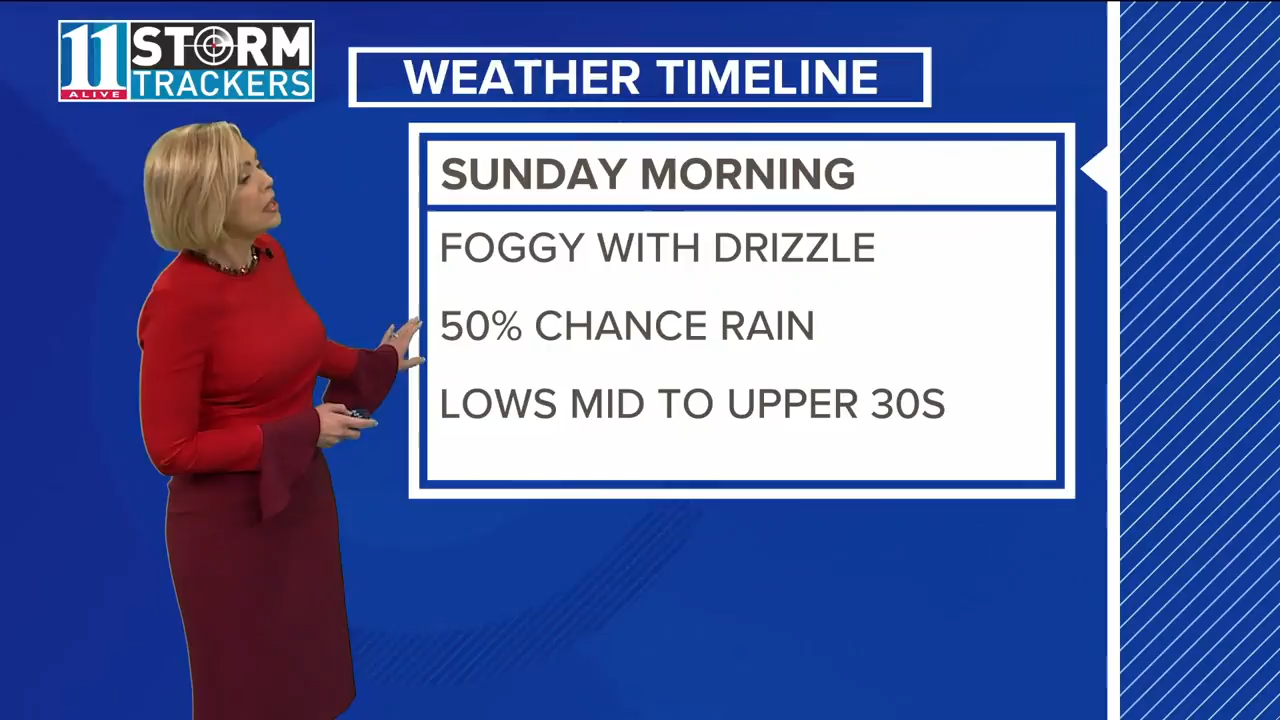 11 STORM
ALIVE TRACKERS
WEATHER TIMELINE
SUNDAY MORNING
FOGGY WITH DRIZZLE
50% CHANCE RAIN
LOWS MID TO UPPER 30S